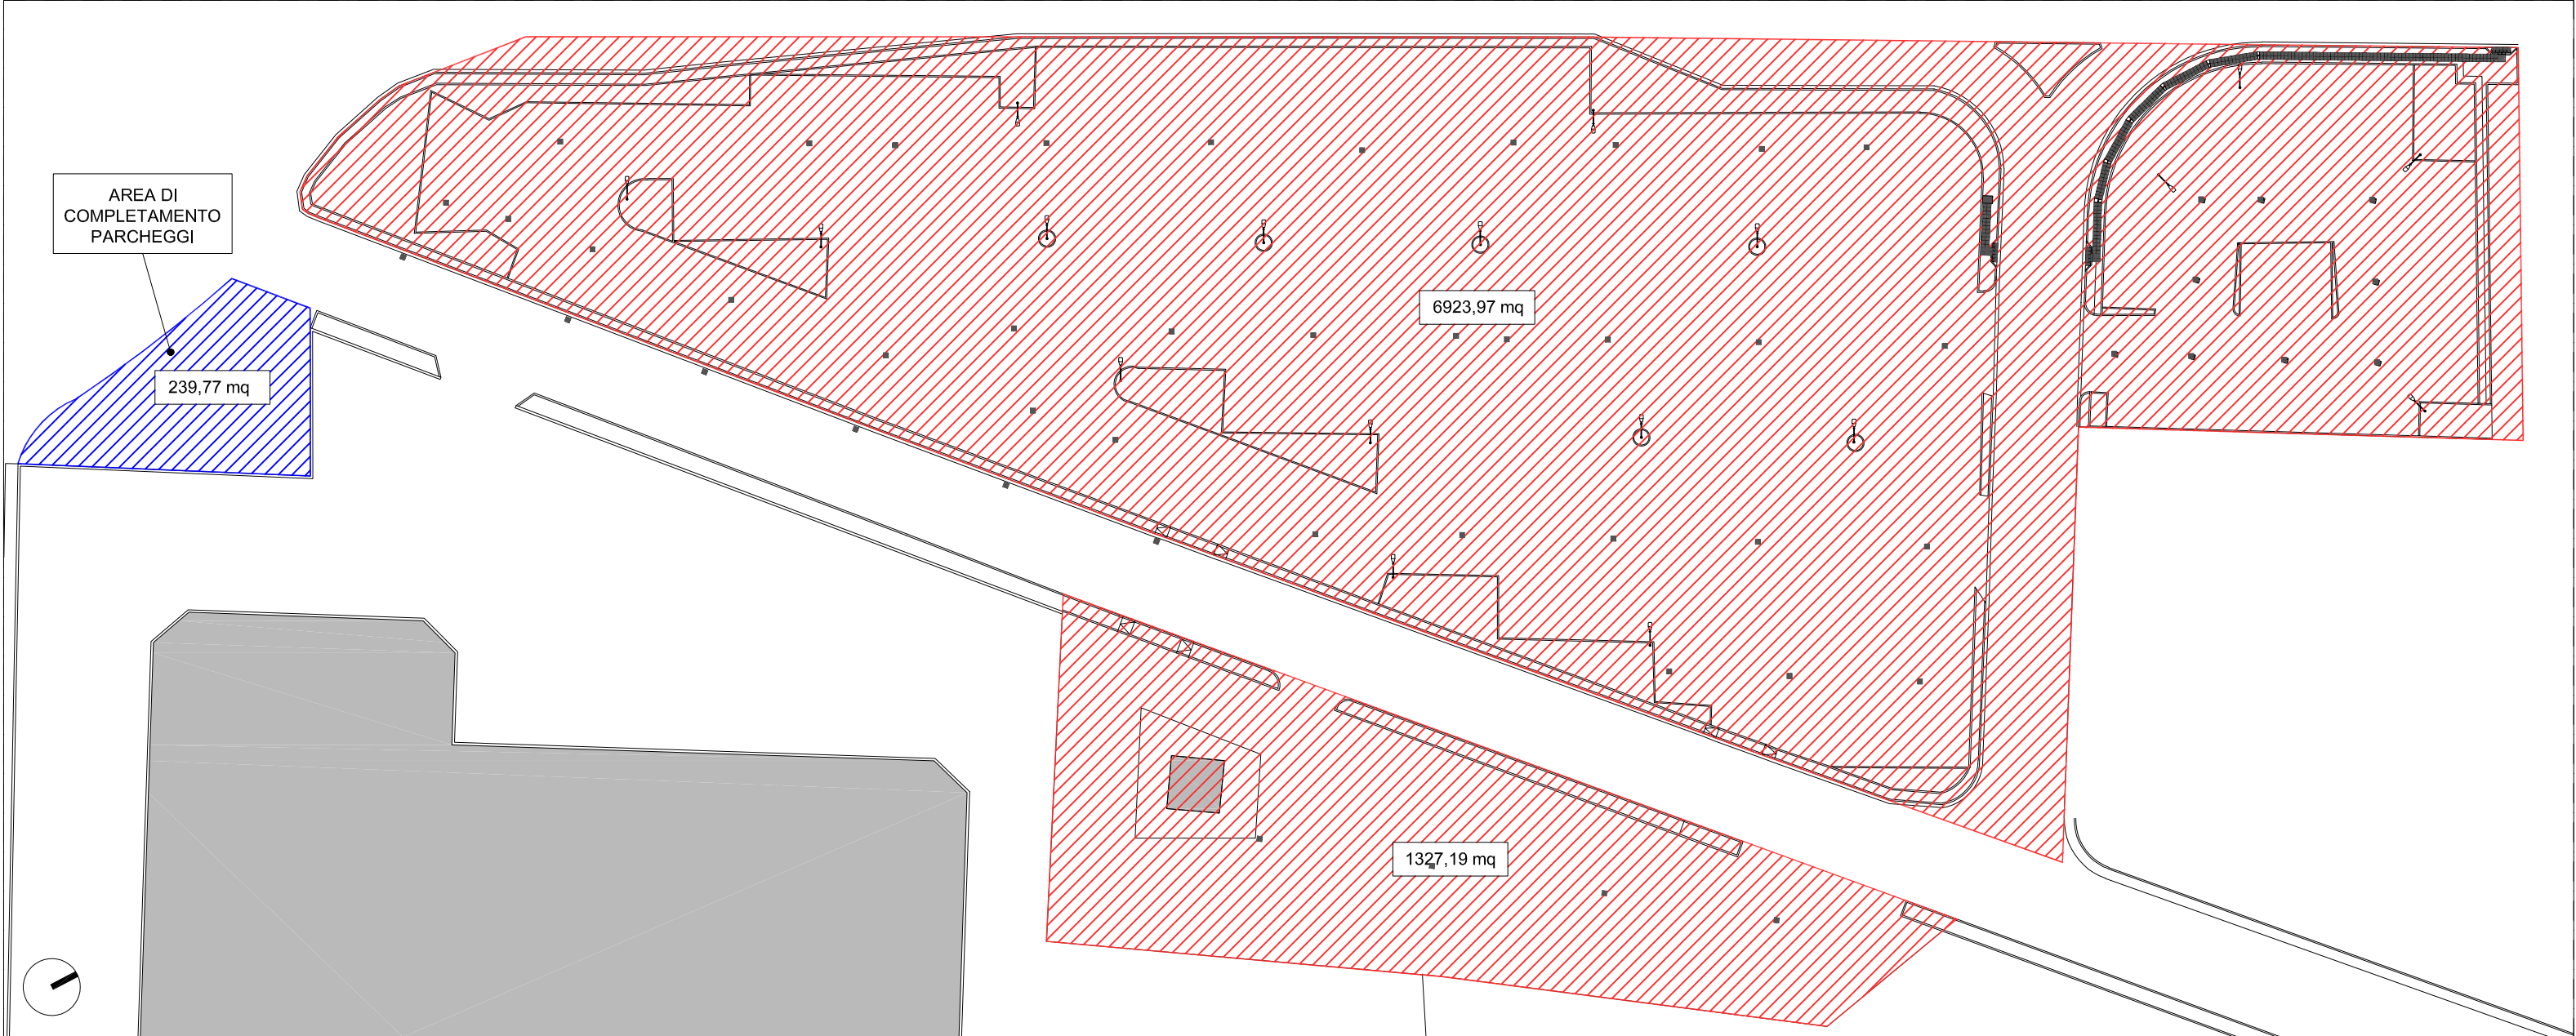 AREA DI
COMPLETAMENTO
PARCHEGGI
6923,97 mq
239,77 mq
1327,19 mq